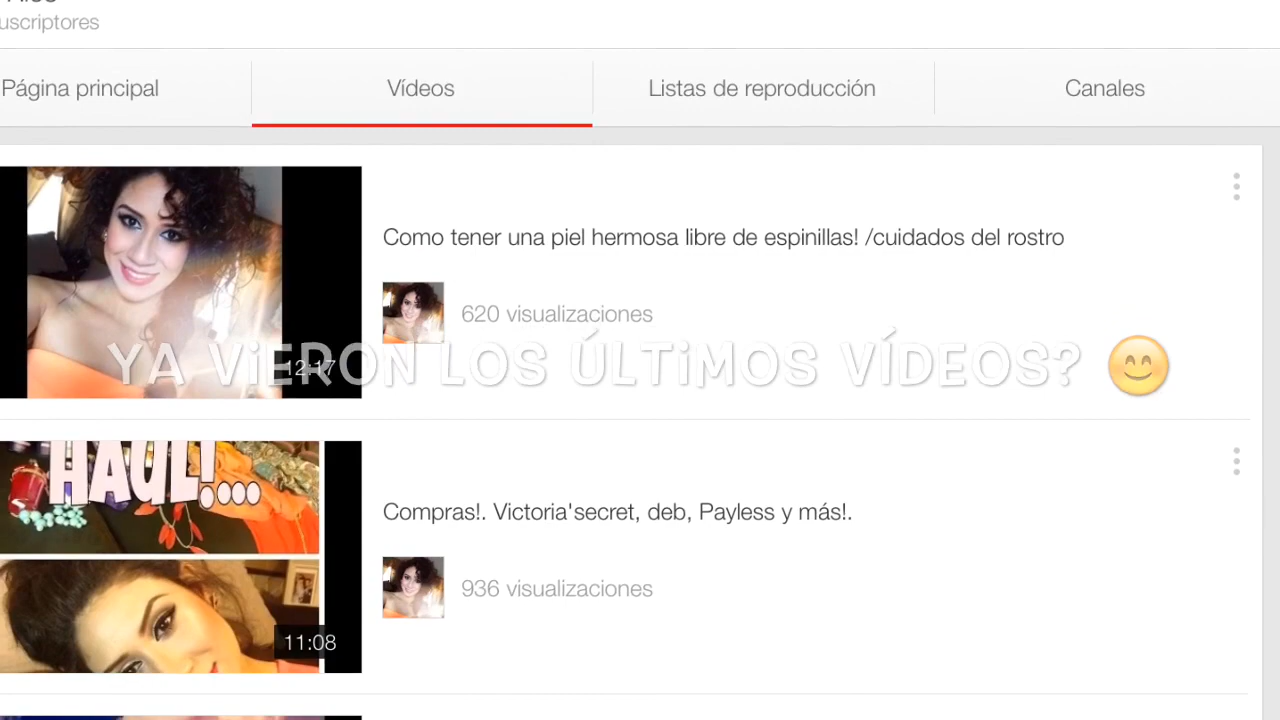 uscriptores
Página principal
Vídeos
Listas de reproducción
Canales
Como tener una piel hermosa libre de espinillas! /cuidados del rostro
620 visualizaciones
12:17
YA ViERON LOS ÚLTiMOS VÍDEOS? 😊
HAUL!...
Compras!. Victoria'secret, deb, Payless y más!.
936 visualizaciones
11:08